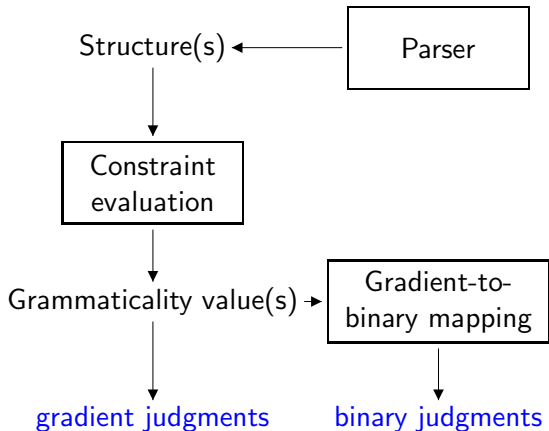 Structure(s)
Parser
Constraint
evaluation
Grammaticality value(s)
Gradient-to-
binary mapping
gradient judgments
binary judgments